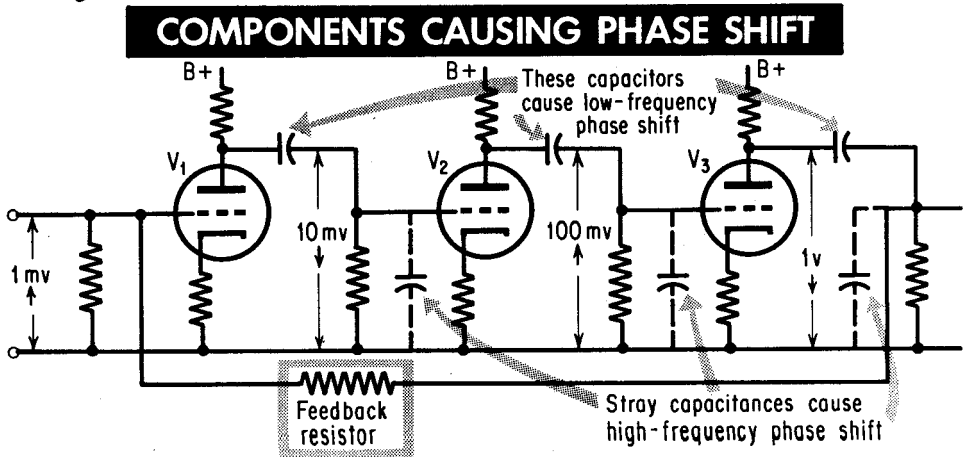 COMPONENTS CAUSING PHASE SHIFT
B+
B+
B+
These capacitors
cause low-frequency
phase shift
V1
V2
V3
1 mv
10 mv
100 mv
1v
Feedback
resistor
Stray capacitances cause
high-frequency phase shift